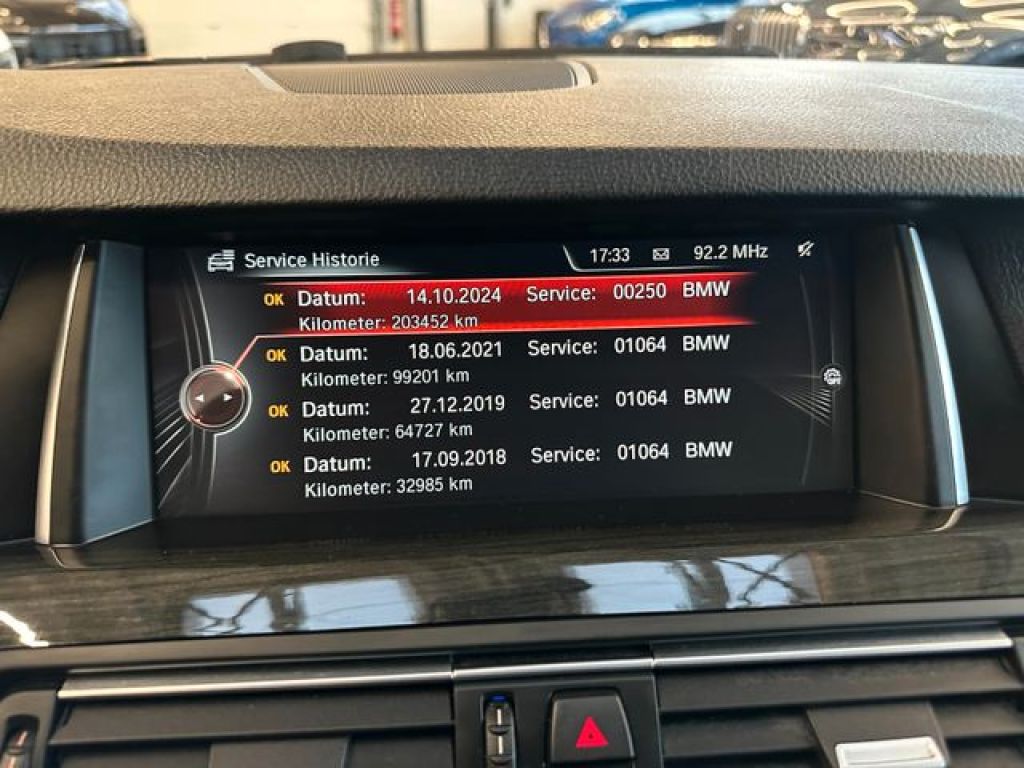 Service Historie 17:33 92.2 MHz
OK Datum: 14.10.2024 Service: 00250 BMW
Kilometer: 203452 km
OK Datum: 18.06.2021 Service: 01064 BMW
Kilometer: 99201 km
OK Datum: 27.12.2019 Service: 01064 BMW
Kilometer: 64727 km
OK Datum: 17.09.2018 Service: 01064 BMW
Kilometer: 32985 km